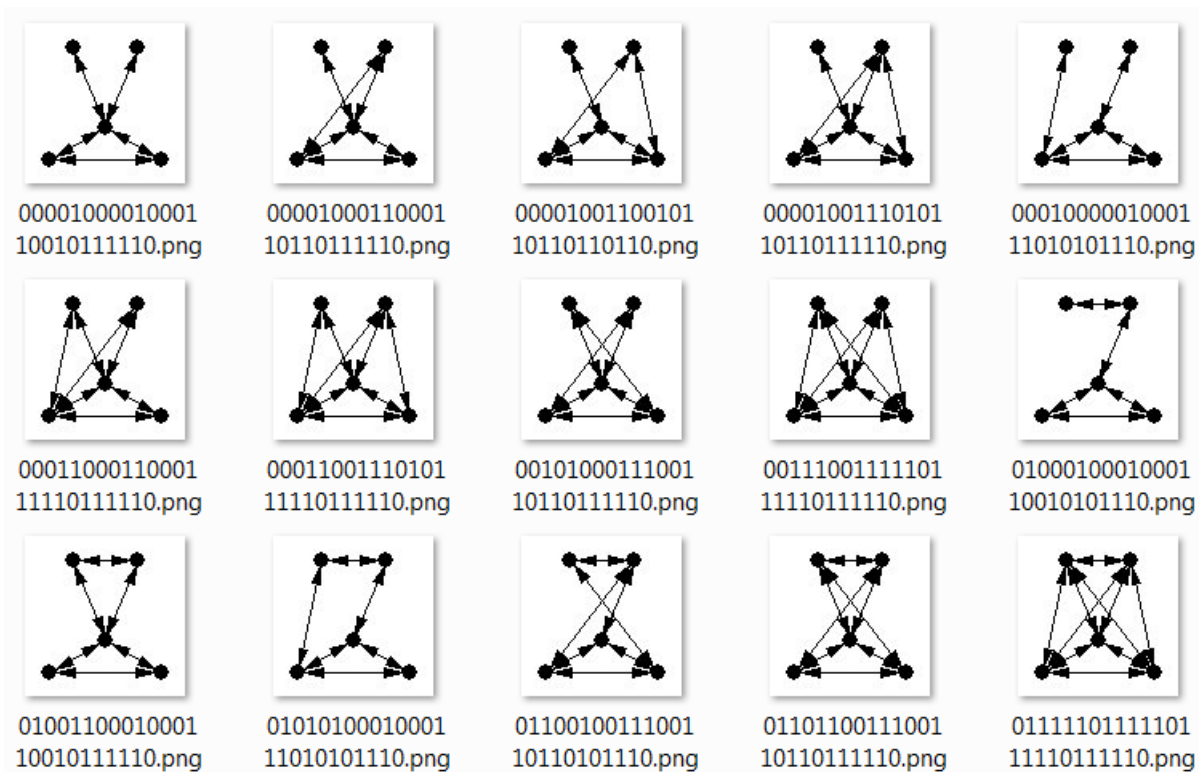 00001000010001
10010111110.png
00001000110001
10110111110.png
00001001100101
10110110110.png
00001001110101
10110111110.png
00010000010001
11010101110.png
00011000110001
11110111110.png
00011001110101
11110111110.png
00101000111001
10110111110.png
00111001111101
11110111110.png
01000100010001
10010101110.png
01001100010001
10010111110.png
01010100010001
11010101110.png
01100100111001
10110101110.png
01101100111001
10110111110.png
01111101111101
11110111110.png